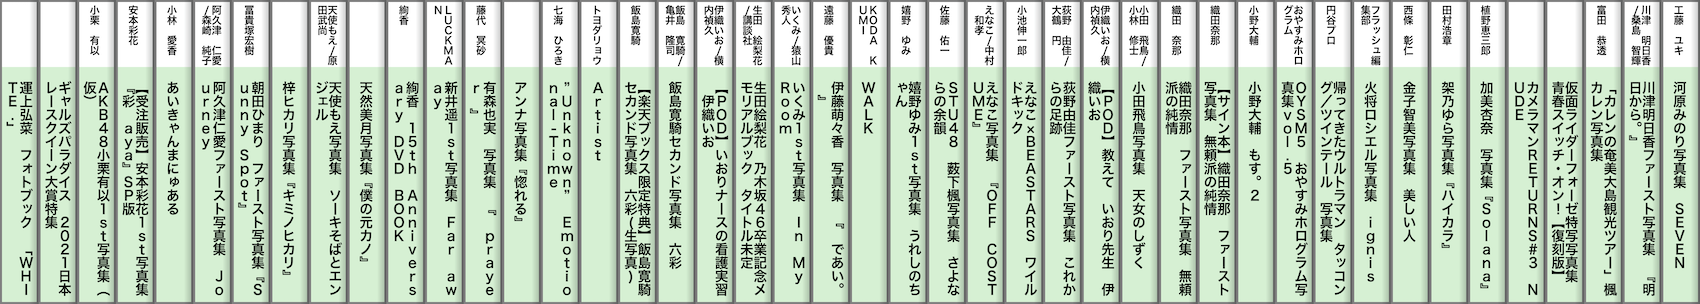 工藤 ユキ
河原みのり写真集 SEVEN
川津 明日香/桑島 智輝
川津明日香ファースト写真集 『明日から。』
富田 恭透
「カレンの奄美大島観光ツアー」楓カレン写真集
仮面ライダーフォーゼ特写写真集 青春スイッチ・オン！【復刻版】
カメラマンRETURNS#3 NUDE
植野恵三郎
加美杏奈 写真集『Solana』
田村浩章
架乃ゆら写真集『ハイカラ』
西條 彰仁
金子智美写真集 美しい人
フラッシュ編集部
火将ロシエル写真集 ignis
円谷プロ
帰ってきたウルトラマン タッコング/ツインテール 写真集
おやすみホログラム
OYSM5 おやすみホログラム写真集vol.5
小野大輔
小野大輔 もす。2
織田奈那
【サイン本】織田奈那 ファースト写真集 無頼派の純情
織田 奈那
織田奈那 ファースト写真集 無頼派の純情
小田 飛鳥/小林 修士
小田飛鳥写真集 天女のしずく
伊織いお/横内禎久
【POD】教えて いおり先生 伊織いお
荻野 由佳/大鶴 円
荻野由佳ファースト写真集 これからの足跡
小池伸一郎
えなこ×BEASTARS ワイルドキック
えなこ/中村和孝
えなこ写真集 『OFF COSTUME』
佐藤 佑一
STU48 薮下楓写真集 さよならの余韻
嬉野 ゆみ
嬉野ゆみ1st写真集 うれしのちゃん
KODAK UMI
WALK
遠藤 優貴
伊藤萌々香 写真集 『 であい。 』
いくみ/猿山秀人
いくみ1st写真集 In My Room
生田 絵梨花/講談社
生田絵梨花 乃木坂46卒業記念メモリアルブック タイトル未定
伊織いお/横内禎久
【POD】いおりナースの看護実習 伊織いお
飯島 寛騎/亀井 隆司
飯島寛騎セカンド写真集 六彩
飯島寛騎
【楽天ブックス限定特典】飯島寛騎セカンド写真集 六彩(生写真)
トヨダリョウ
Artist
七海 ひろき
”Unknown” Emotional-Time
アンナ写真集『惚れる』
藤代 冥砂
有森也実 写真集 『 prayer 』
LUCKMAN
新井遥1st写真集 Far away
絢香
絢香 15th Anniversary DVD BOOK
天然美月写真集『僕の元カノ』
天使もえ/原田武尚
天使もえ写真集 ソーキそばとエンジェル
梓ヒカリ写真集『キミノヒカリ』
冨貴塚宏樹
朝田ひまり ファースト写真集『Sunny Spot』
阿久津 仁愛/森崎 純子
阿久津仁愛ファースト写真集 Journey
小林 愛香
あいきゃんまにゅある
安本彩花
【受注販売】安本彩花1st写真集『彩 aya』SP版
小栗 有以
AKB48小栗有以1st写真集（仮）
ギャルズパラダイス 2021日本レースクイーン大賞特集
運上弘菜 フォトブック 「WHITE.」